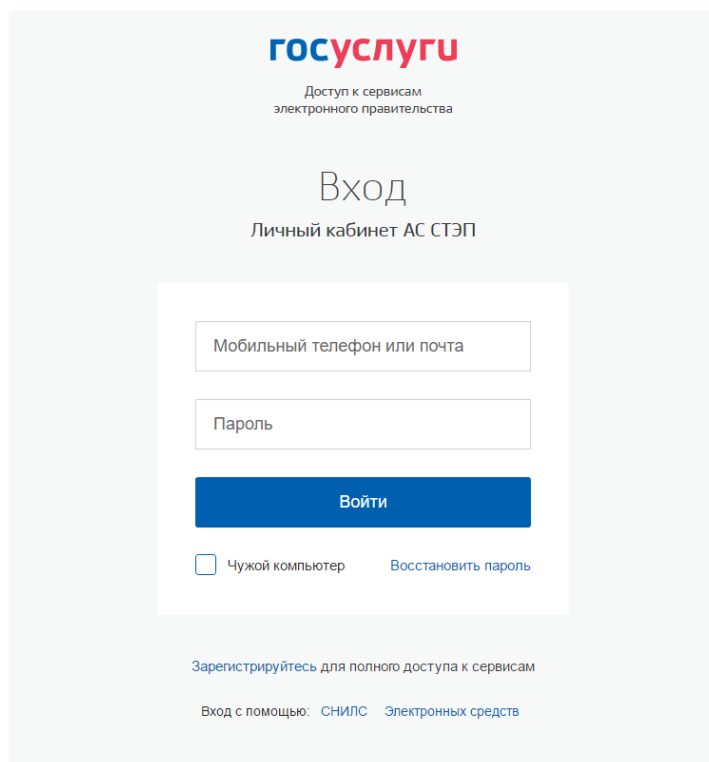 госуслуги
Доступ к сервисам
электронного правительства
Вход
Личный кабинет АС СТЭП
Мобильный телефон или почта
Пароль
Войти
Чужой компьютер Восстановить пароль
Зарегистрируйтесь для полного доступа к сервисам
Вход с помощью: СНИЛС Электронных средств